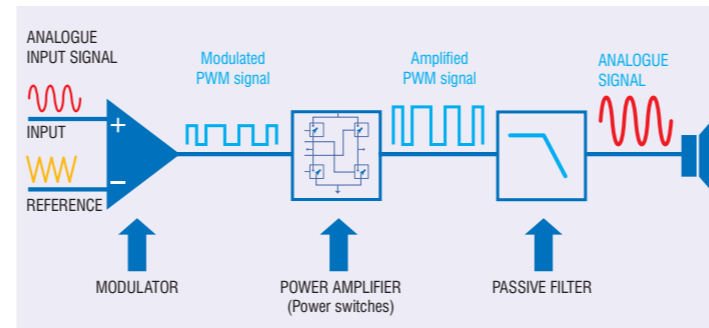 ANALOGUE
INPUT SIGNAL
INPUT
REFERENCE
+
−
Modulated
PWM signal
Amplified
PWM signal
ANALOGUE
SIGNAL
MODULATOR
POWER AMPLIFIER
(Power switches)
PASSIVE FILTER